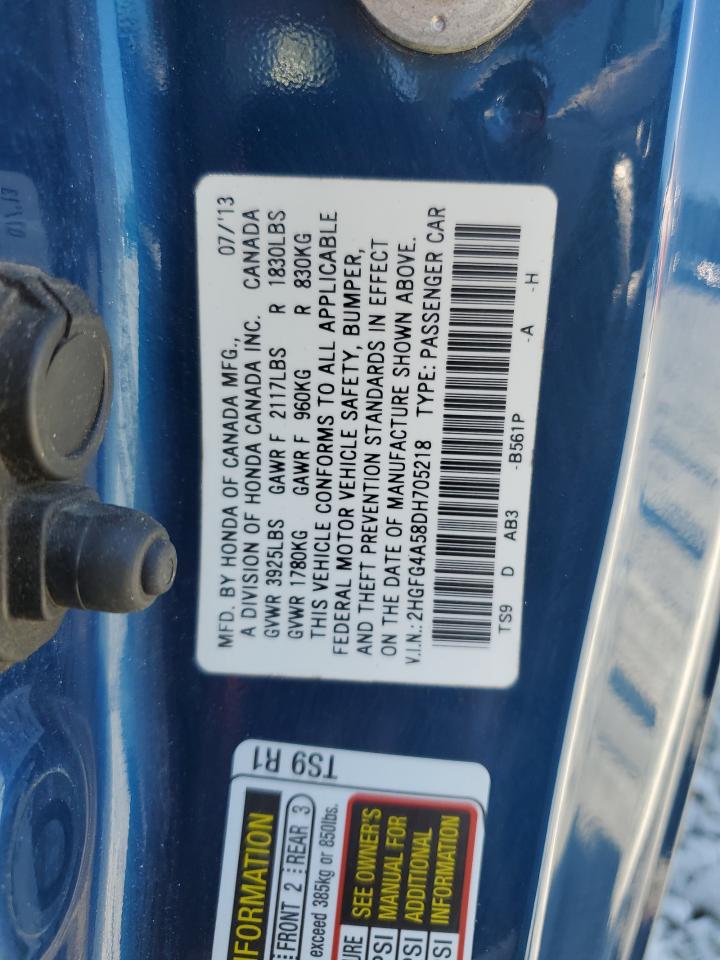 MFD. BY HONDA OF CANADA MFG., 07/'13
A DIVISION OF HONDA CANADA INC. CANADA
GVWR 3925LBS GAWR F 2117LBS R 1830LBS
GVWR 1780KG GAWR F 960KG R 830KG
THIS VEHICLE CONFORMS TO ALL APPLICABLE
FEDERAL MOTOR VEHICLE SAFETY, BUMPER,
AND THEFT PREVENTION STANDARDS IN EFFECT
ON THE DATE OF MANUFACTURE SHOWN ABOVE.
V.I.N.: 2HGFG4A58DH705218 TYPE: PASSENGER CAR
TS9 D AB3 -B561P -A -H
TS9 R1
INFORMATION
FRONT 2 REAR 3
exceed 385kg or 850lbs.
SEE OWNER'S
MANUAL FOR
ADDITIONAL
INFORMATION
PSI
PSI
SI